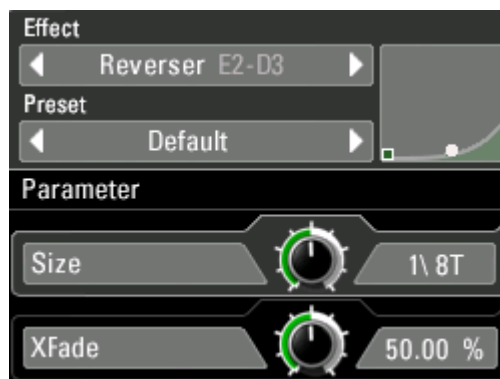 Effect
Reverser E2-D3
Preset
Default
Parameter
Size 1\ 8T
XFade 50.00 %